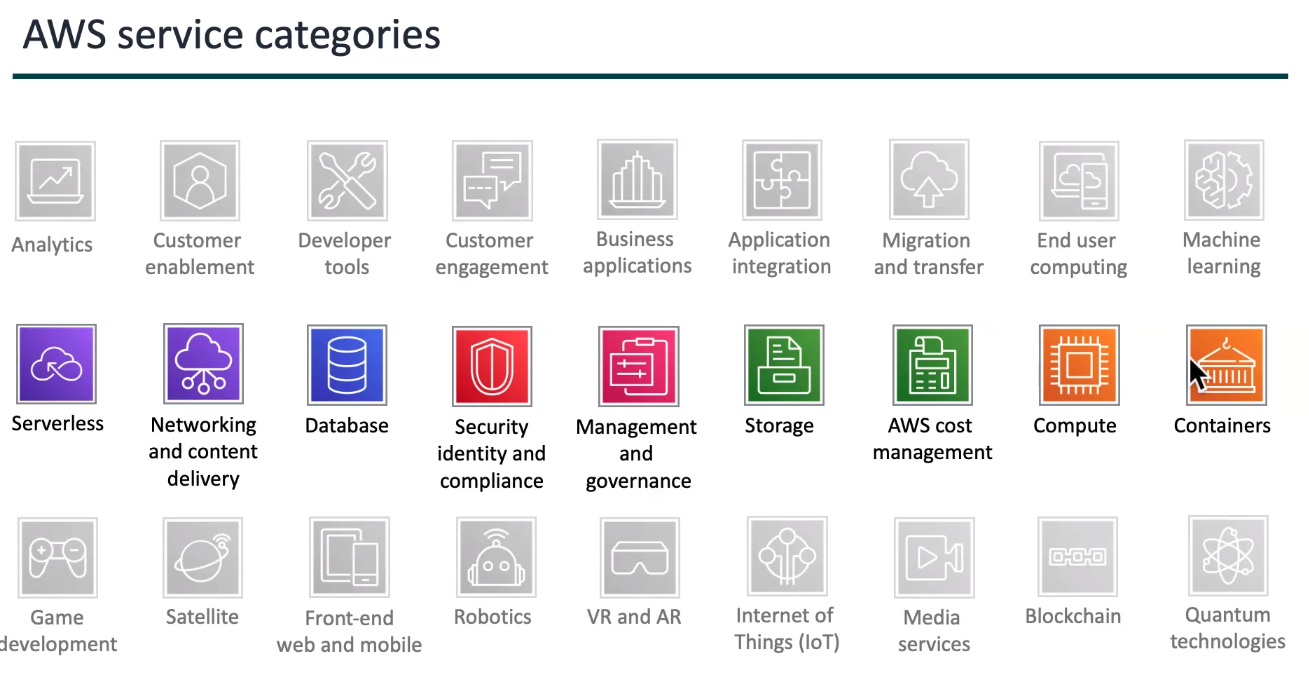 AWS service categories
Analytics
Customer
enablement
Developer
tools
Customer
engagement
Business
applications
Application
integration
Migration
and transfer
End user
computing
Machine
learning
Serverless
Networking
and content
delivery
Database
Security
identity and
compliance
Management
and
governance
Storage
AWS cost
management
Compute
Containers
Game
development
Satellite
Front-end
web and mobile
Robotics
VR and AR
Internet of
Things (IoT)
Media
services
Blockchain
Quantum
technologies